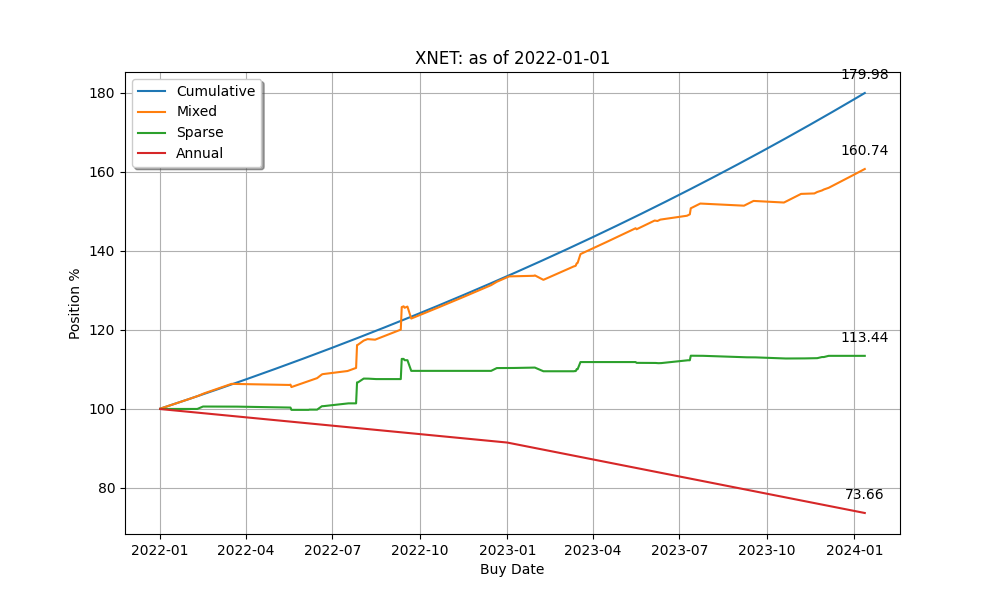 XNET: as of 2022-01-01
Cumulative
Mixed
Sparse
Annual
179.98
160.74
113.44
73.66
180
160
140
120
100
80
Position %
2022-01 2022-04 2022-07 2022-10 2023-01 2023-04 2023-07 2023-10 2024-01
Buy Date